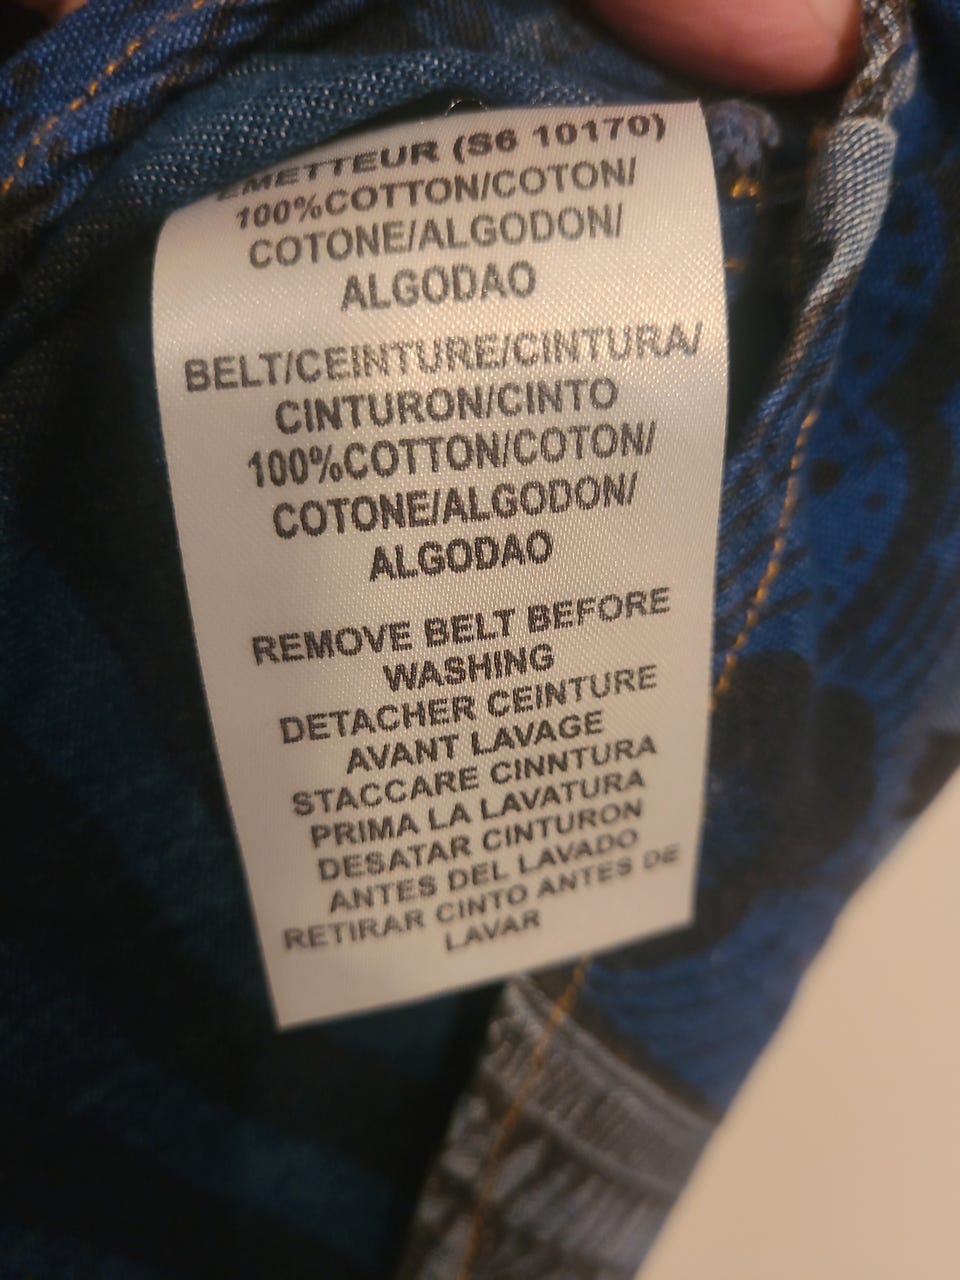 EMETTEUR (S6 10170)
100%COTTON/COTON/
COTONE/ALGODON/
ALGODAO
BELT/CEINTURE/CINTURA/
CINTURON/CINTO
100%COTTON/COTON/
COTONE/ALGODON/
ALGODAO
REMOVE BELT BEFORE
WASHING
DETACHER CEINTURE
AVANT LAVAGE
STACCARE CINNTURA
PRIMA LA LAVATURA
DESATAR CINTURON
ANTES DEL LAVADO
RETIRAR CINTO ANTES DE
LAVAR